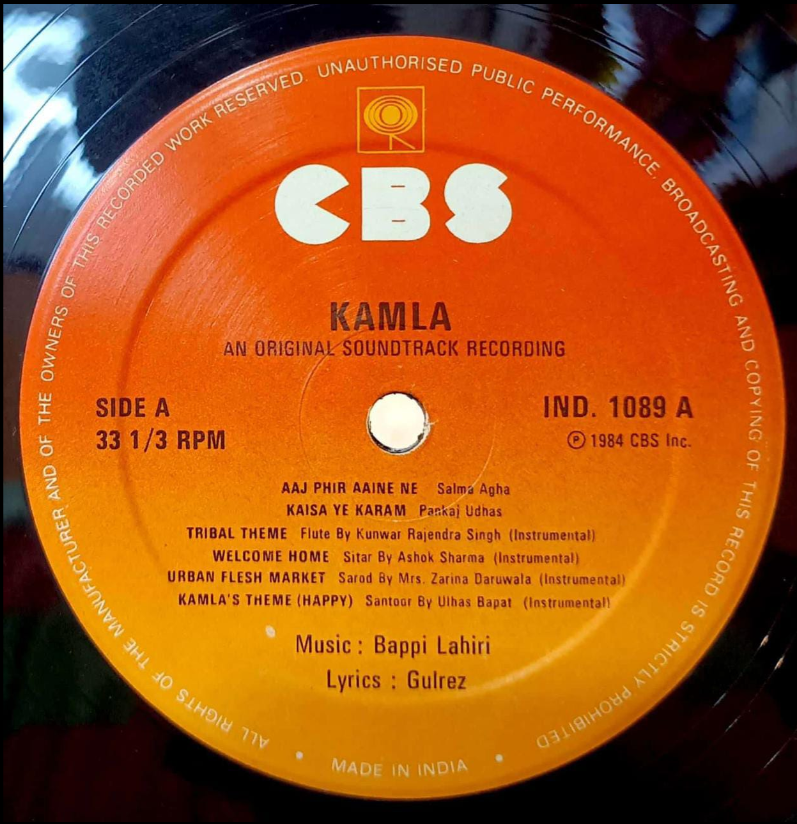 ALL RIGHTS OF THE MANUFACTURER AND OF THE OWNERS OF THIS RECORDED WORK RESERVED. UNAUTHORISED PUBLIC PERFORMANCE, BROADCASTING AND COPYING OF THIS RECORD IS STRICTLY PROHIBITED
CBS
KAMLA
AN ORIGINAL SOUNDTRACK RECORDING
SIDE A
33 1/3 RPM
IND. 1089 A
℗ 1984 CBS Inc.
AAJ PHIR AAINE NE Salma Agha
KAISA YE KARAM Pankaj Udhas
TRIBAL THEME Flute By Kunwar Rajendra Singh (Instrumental)
WELCOME HOME Sitar By Ashok Sharma (Instrumental)
URBAN FLESH MARKET Sarod By Mrs. Zarina Daruwala (Instrumental)
KAMLA'S THEME (HAPPY) Santoor By Ulhas Bapat (Instrumental)
Music : Bappi Lahiri
Lyrics : Gulrez
• MADE IN INDIA •